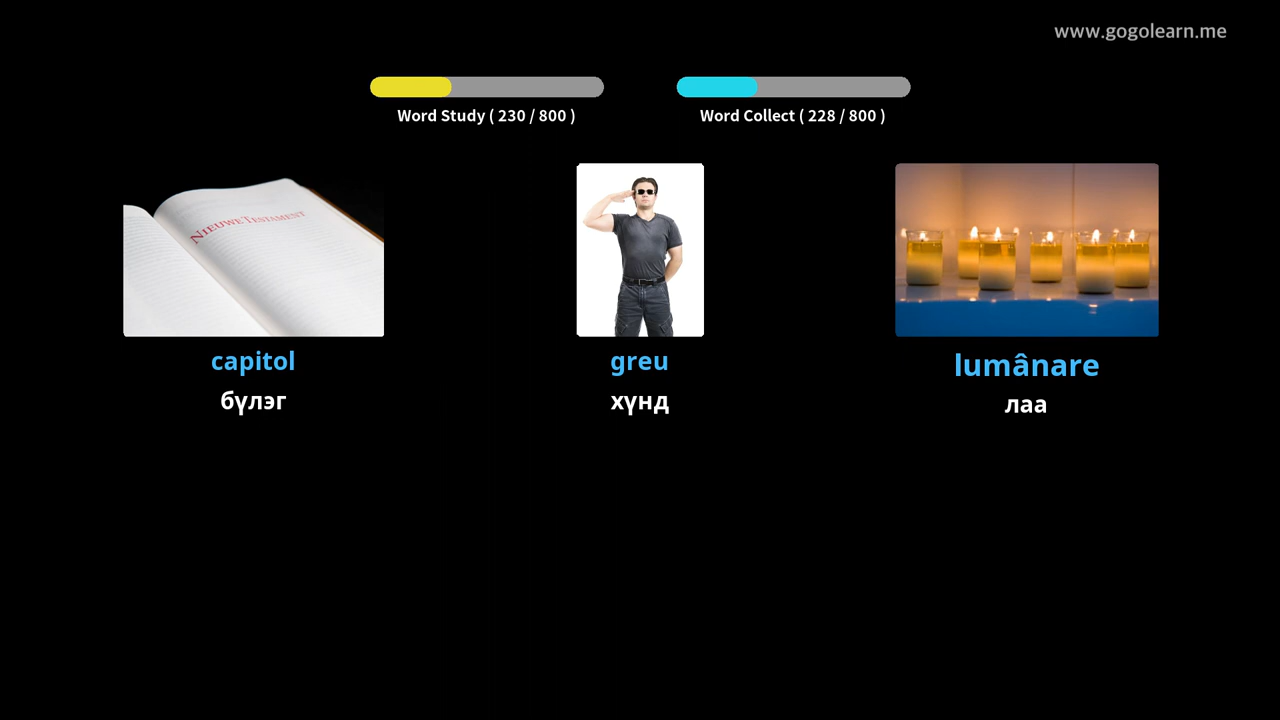 www.gogolearn.me
Word Study ( 230 / 800 )
Word Collect ( 228 / 800 )
NIEUWE TESTAMENT
capitol
greu
lumânare
бүлэг
хүнд
лаа